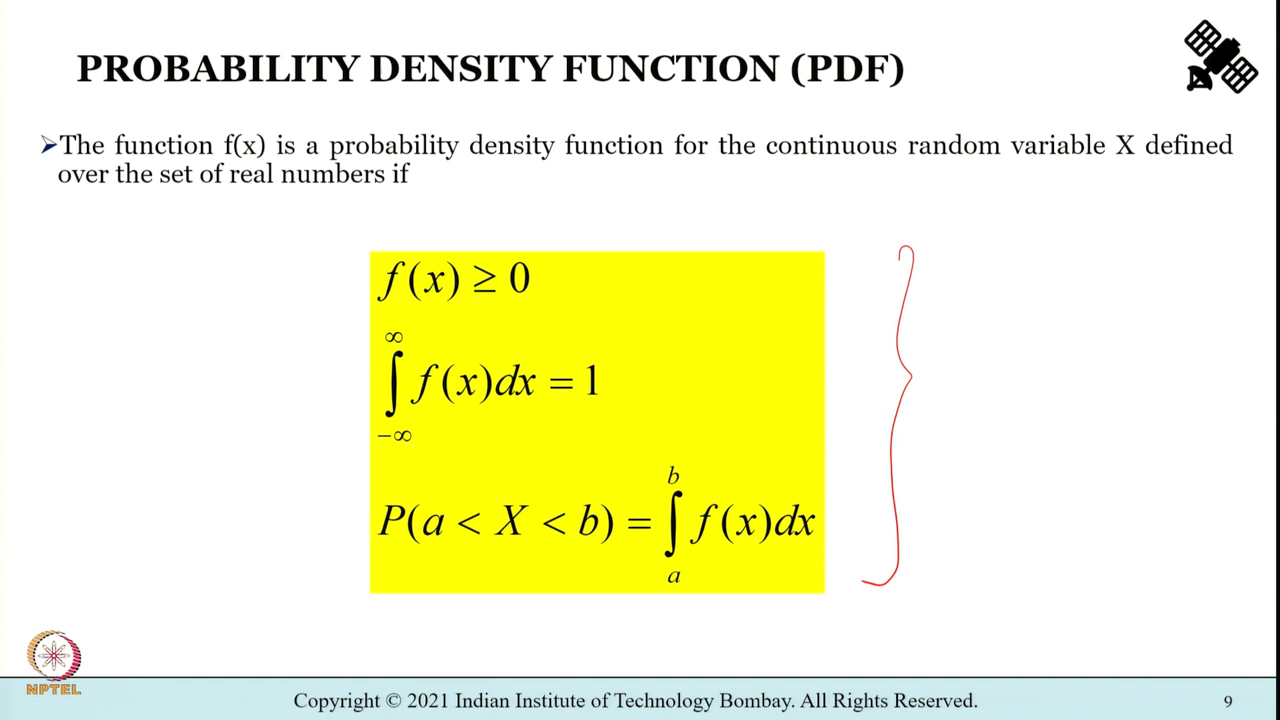 PROBABILITY DENSITY FUNCTION (PDF)
➢The function f(x) is a probability density function for the continuous random variable X defined
over the set of real numbers if
f(x) ≥ 0
∞
∫ f(x)dx = 1
−∞
b
P(a < X < b) = ∫ f(x)dx
a
NPTEL
Copyright © 2021 Indian Institute of Technology Bombay. All Rights Reserved.
9